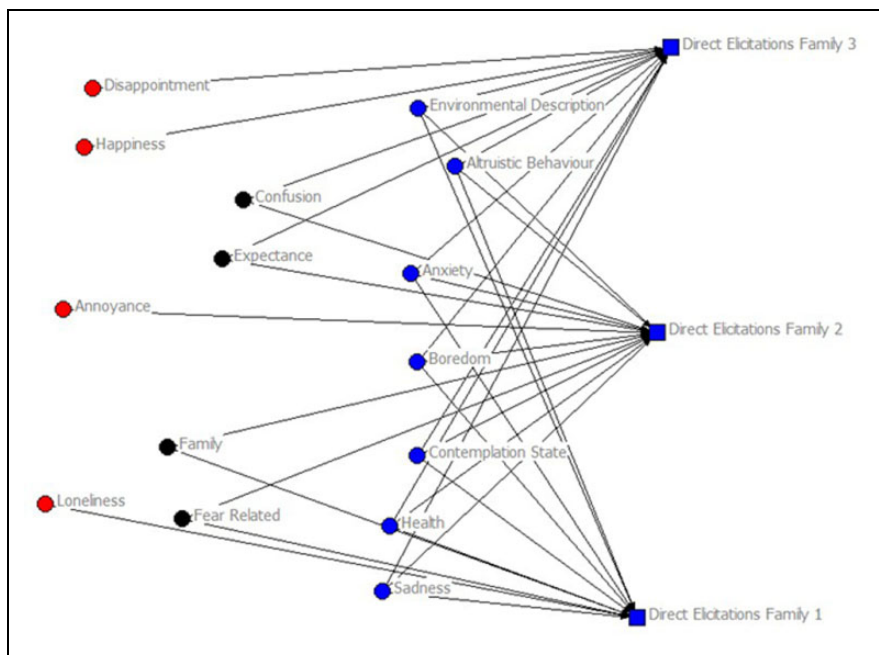 Direct Elicitations Family 3
Disappointment
Environmental Description
Happiness
Altruistic Behaviour
Confusion
Expectance
Anxiety
Annoyance
Direct Elicitations Family 2
Boredom
Family
Contemplation State
Loneliness
Fear Related
Health
Sadness
Direct Elicitations Family 1